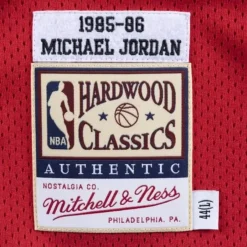 1985-86
MICHAEL JORDAN
HARDWOOD
NBA
CLASSICS
AUTHENTIC
NOSTALGIA CO.
Mitchell & Ness
PHILADELPHIA, PA.
44(L)